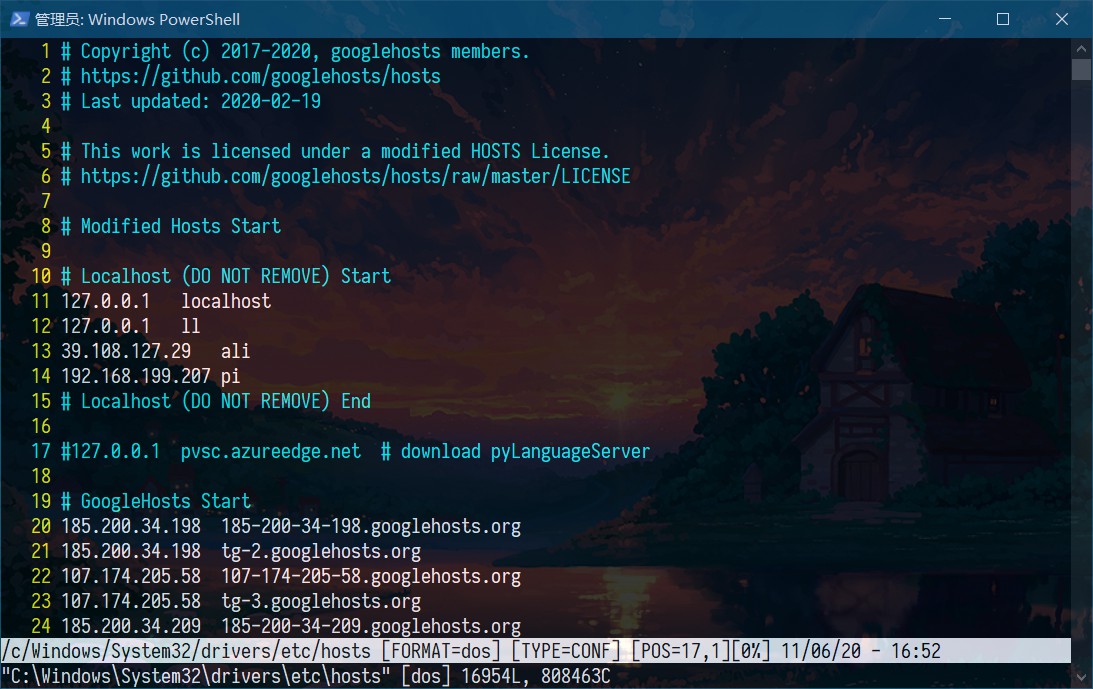 管理员: Windows PowerShell
1 # Copyright (c) 2017-2020, googlehosts members.
2 # https://github.com/googlehosts/hosts
3 # Last updated: 2020-02-19
4
5 # This work is licensed under a modified HOSTS License.
6 # https://github.com/googlehosts/hosts/raw/master/LICENSE
7
8 # Modified Hosts Start
9
10 # Localhost (DO NOT REMOVE) Start
11 127.0.0.1   localhost
12 127.0.0.1   ll
13 39.108.127.29   ali
14 192.168.199.207 pi
15 # Localhost (DO NOT REMOVE) End
16
17 #127.0.0.1  pvsc.azureedge.net  # download pyLanguageServer
18
19 # GoogleHosts Start
20 185.200.34.198  185-200-34-198.googlehosts.org
21 185.200.34.198  tg-2.googlehosts.org
22 107.174.205.58  107-174-205-58.googlehosts.org
23 107.174.205.58  tg-3.googlehosts.org
24 185.200.34.209  185-200-34-209.googlehosts.org
/c/Windows/System32/drivers/etc/hosts [FORMAT=dos] [TYPE=CONF] [POS=17,1][0%] 11/06/20 - 16:52
"C:\Windows\System32\drivers\etc\hosts" [dos] 16954L, 808463C